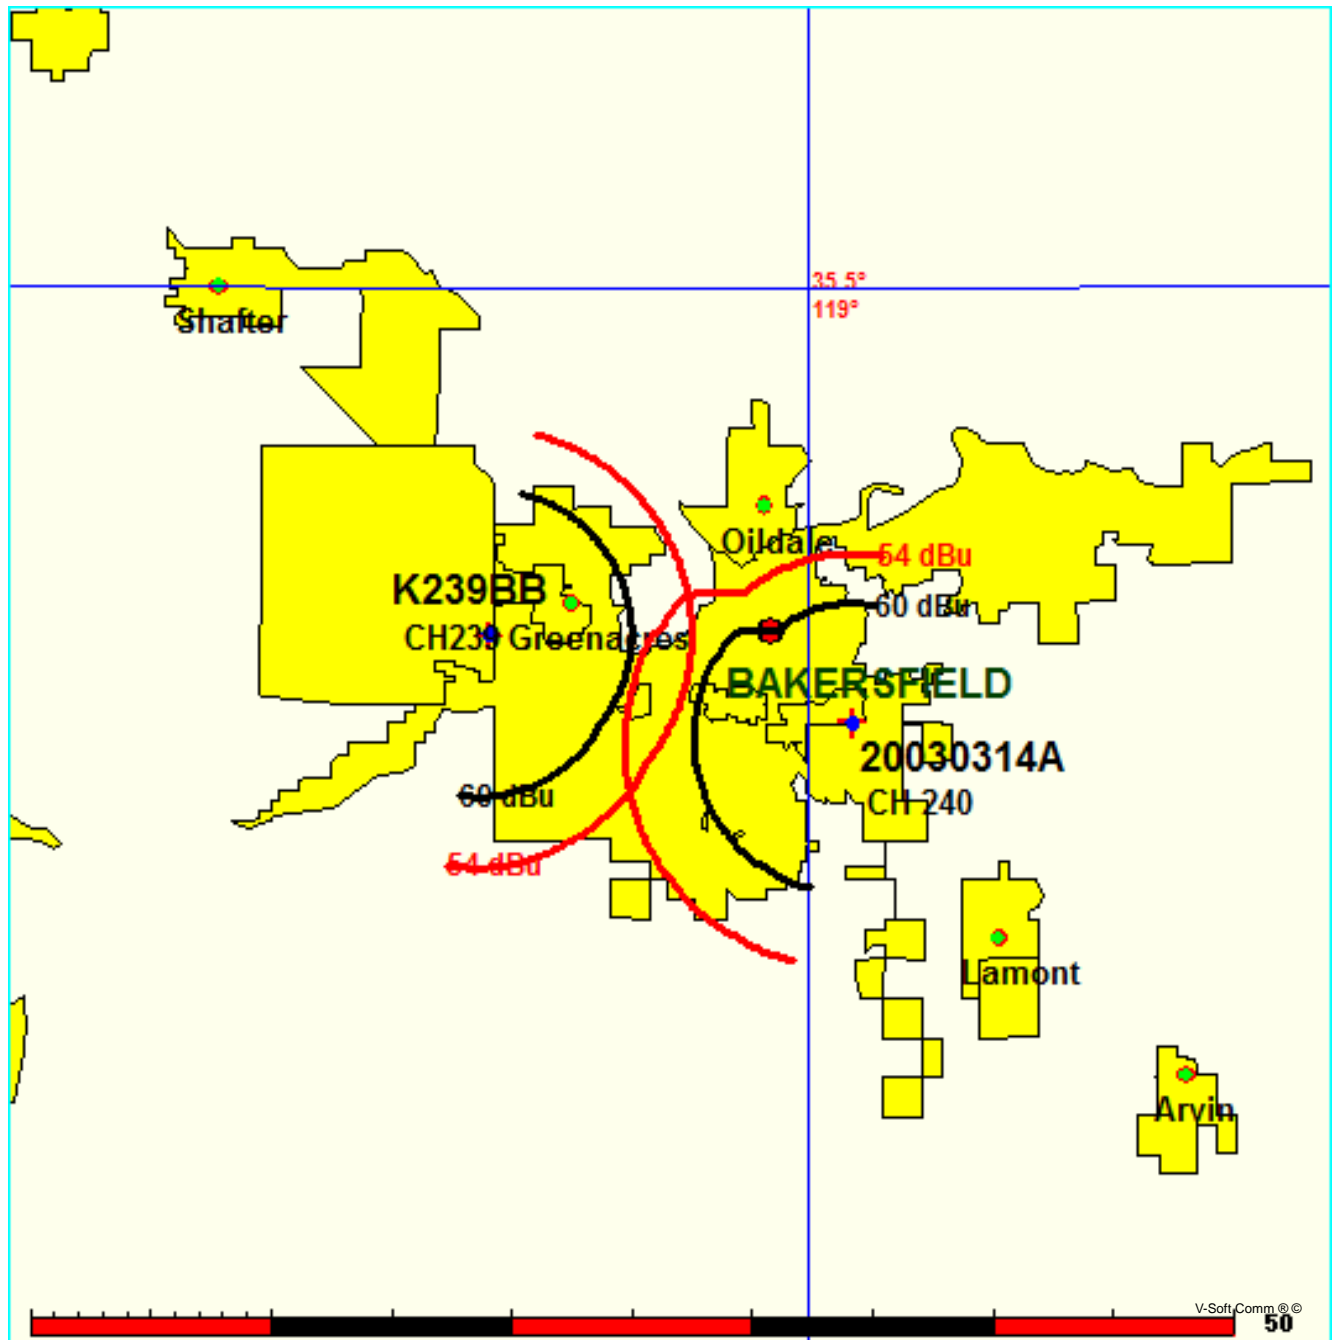 35.5°
119°
Shafter
Oildale
54 dBu
K239BB
60 dBu
CH239 Greenacres
BAKERSFIELD
20030314A
60 dBu
CH 240
54 dBu
Lamont
Arvin
V-Soft Comm ® ©
50